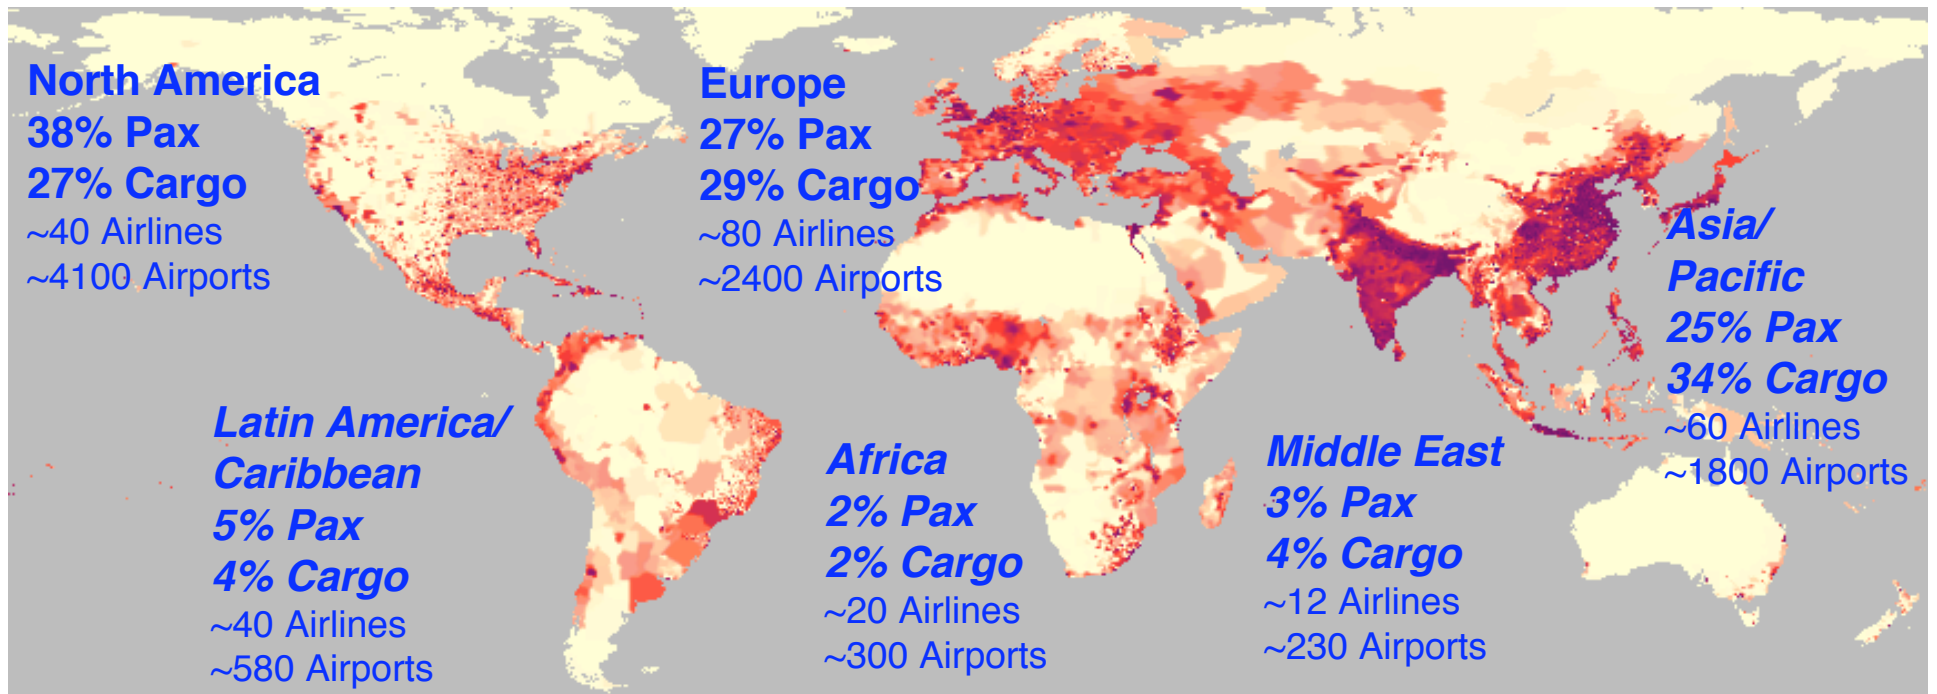 North America
38% Pax
27% Cargo
~40 Airlines
~4100 Airports
Europe
27% Pax
29% Cargo
~80 Airlines
~2400 Airports
Asia/
Pacific
25% Pax
34% Cargo
~60 Airlines
~1800 Airports
Latin America/
Caribbean
5% Pax
4% Cargo
~40 Airlines
~580 Airports
Africa
2% Pax
2% Cargo
~20 Airlines
~300 Airports
Middle East
3% Pax
4% Cargo
~12 Airlines
~230 Airports